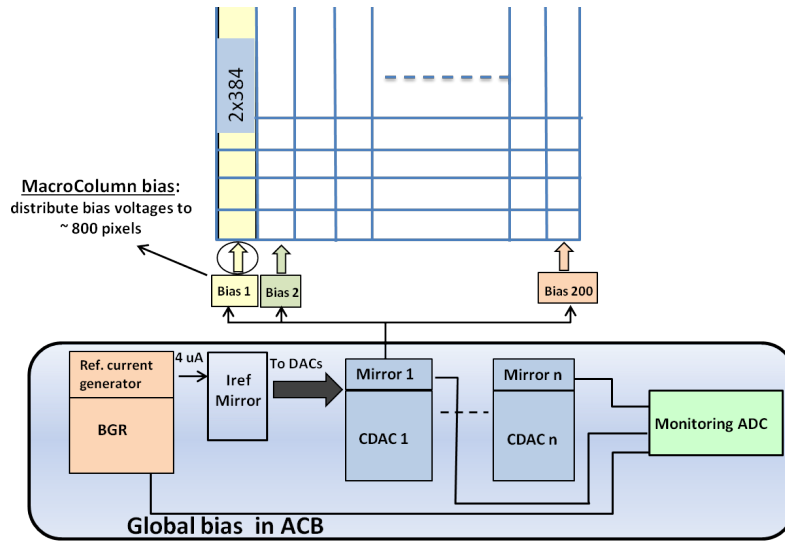 2x384
MacroColumn bias:
distribute bias voltages to
~ 800 pixels
Bias 1
Bias 2
Bias 200
Ref. current
generator
BGR
4 uA
Iref
Mirror
To DACs
Mirror 1
CDAC 1
Mirror n
CDAC n
Monitoring ADC
Global bias in ACB